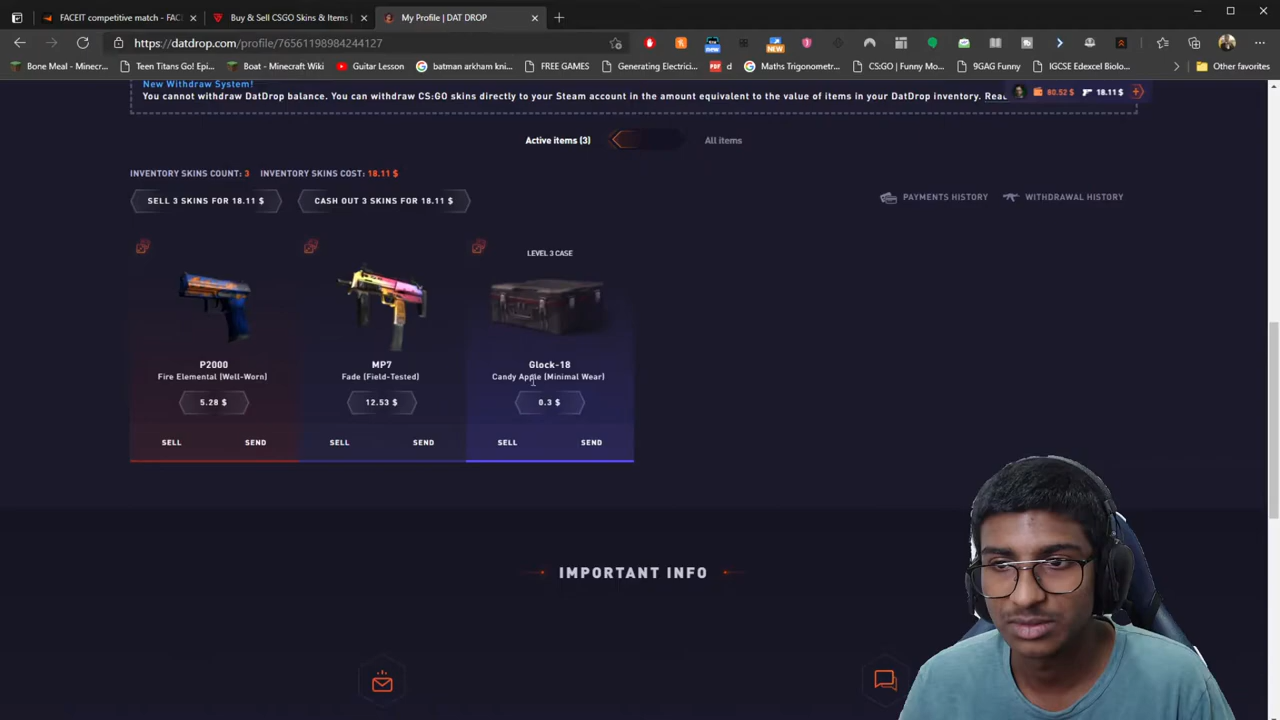 FACEIT competitive match - FACE
Buy & Sell CSGO Skins & Items |
My Profile | DAT DROP
https://datdrop.com/profile/76561198984244127
NEW
Bone Meal - Minecr...
Teen Titans Go! Epi...
Boat - Minecraft Wiki
Guitar Lesson
batman arkham kni...
FREE GAMES
Generating Electrici...
PDF d
Maths Trigonometr...
CS:GO | Funny Mo...
9GAG Funny
IGCSE Edexcel Biolo...
Other favorites
New Withdraw System!
You cannot withdraw DatDrop balance. You can withdraw CS:GO skins directly to your Steam account in the amount equivalent to the value of items in your DatDrop inventory. Read
80.52 $ 18.11 $ +
Active items (3) All items
INVENTORY SKINS COUNT: 3 INVENTORY SKINS COST: 18.11 $
SELL 3 SKINS FOR 18.11 $ CASH OUT 3 SKINS FOR 18.11 $
PAYMENTS HISTORY WITHDRAWAL HISTORY
LEVEL 3 CASE
P2000
Fire Elemental (Well-Worn)
5.28 $
SELL SEND
MP7
Fade (Field-Tested)
12.53 $
SELL SEND
Glock-18
Candy Apple (Minimal Wear)
0.3 $
SELL SEND
IMPORTANT INFO